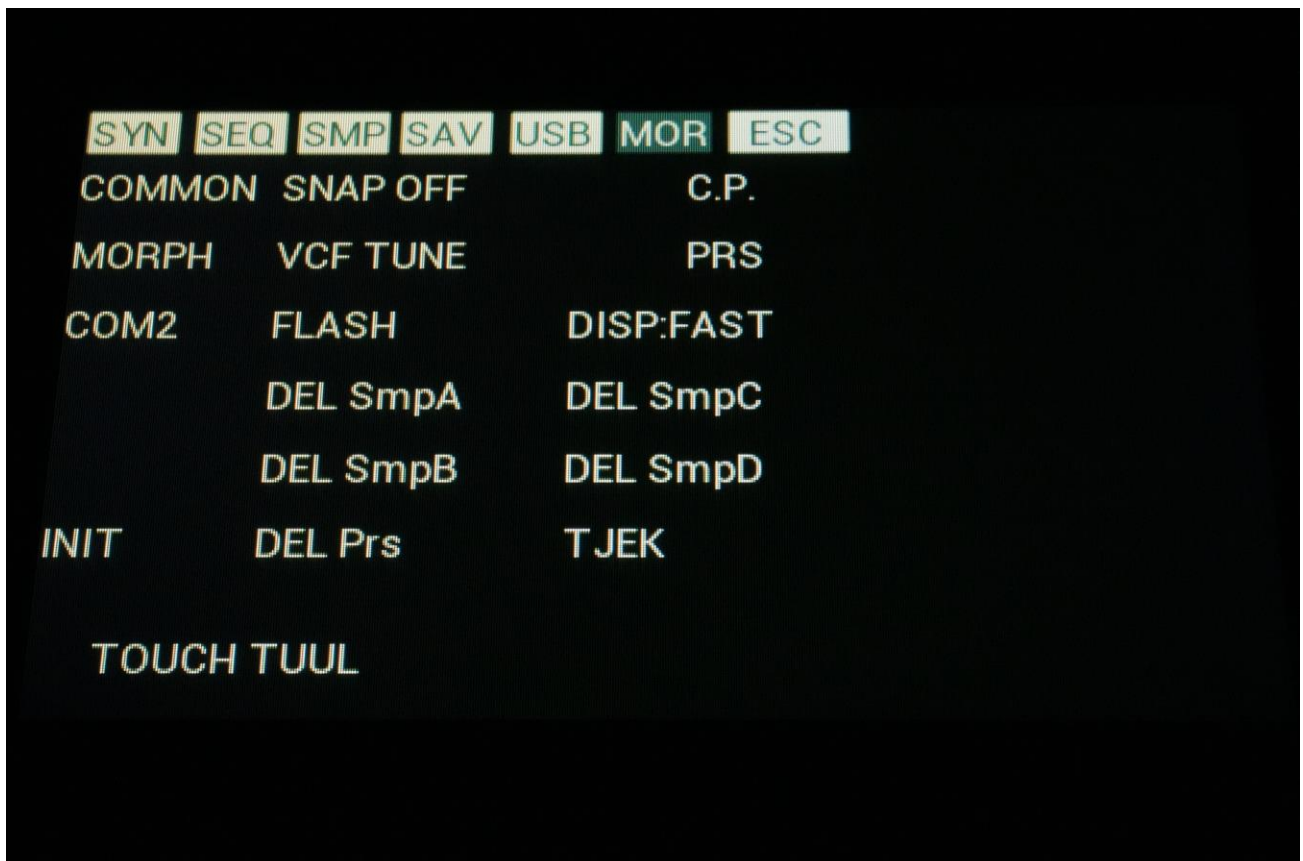 SYN SEQ SMP SAV USB MOR ESC
COMMON SNAP OFF C.P.
MORPH VCF TUNE PRS
COM2 FLASH DISP:FAST
DEL SmpA DEL SmpC
DEL SmpB DEL SmpD
INIT DEL Prs TJEK
TOUCH TUUL